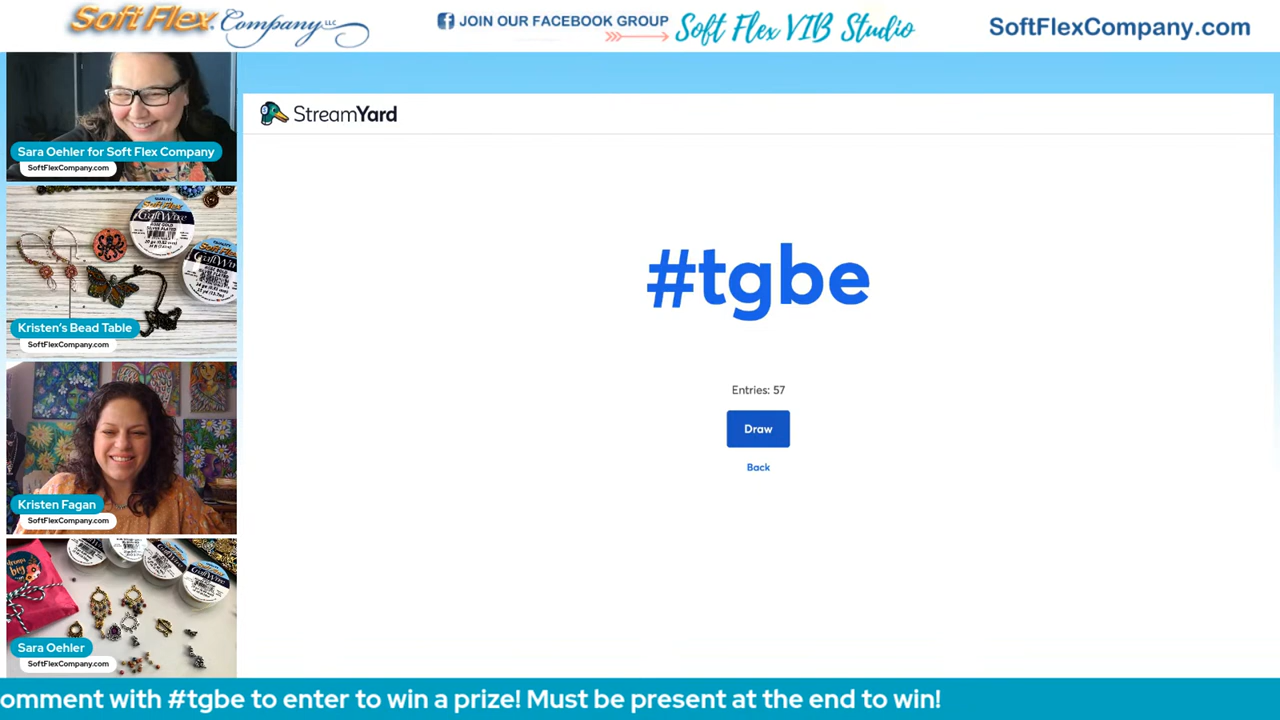 Soft Flex Company LLC
JOIN OUR FACEBOOK GROUP
Soft Flex VIB Studio
SoftFlexCompany.com
Sara Oehler for Soft Flex Company
SoftFlexCompany.com
Soft Flex
CraftWire
Kristen's Bead Table
SoftFlexCompany.com
Kristen Fagan
SoftFlexCompany.com
Sara Oehler
SoftFlexCompany.com
StreamYard
#tgbe
Entries: 57
Draw
Back
omment with #tgbe to enter to win a prize! Must be present at the end to win!